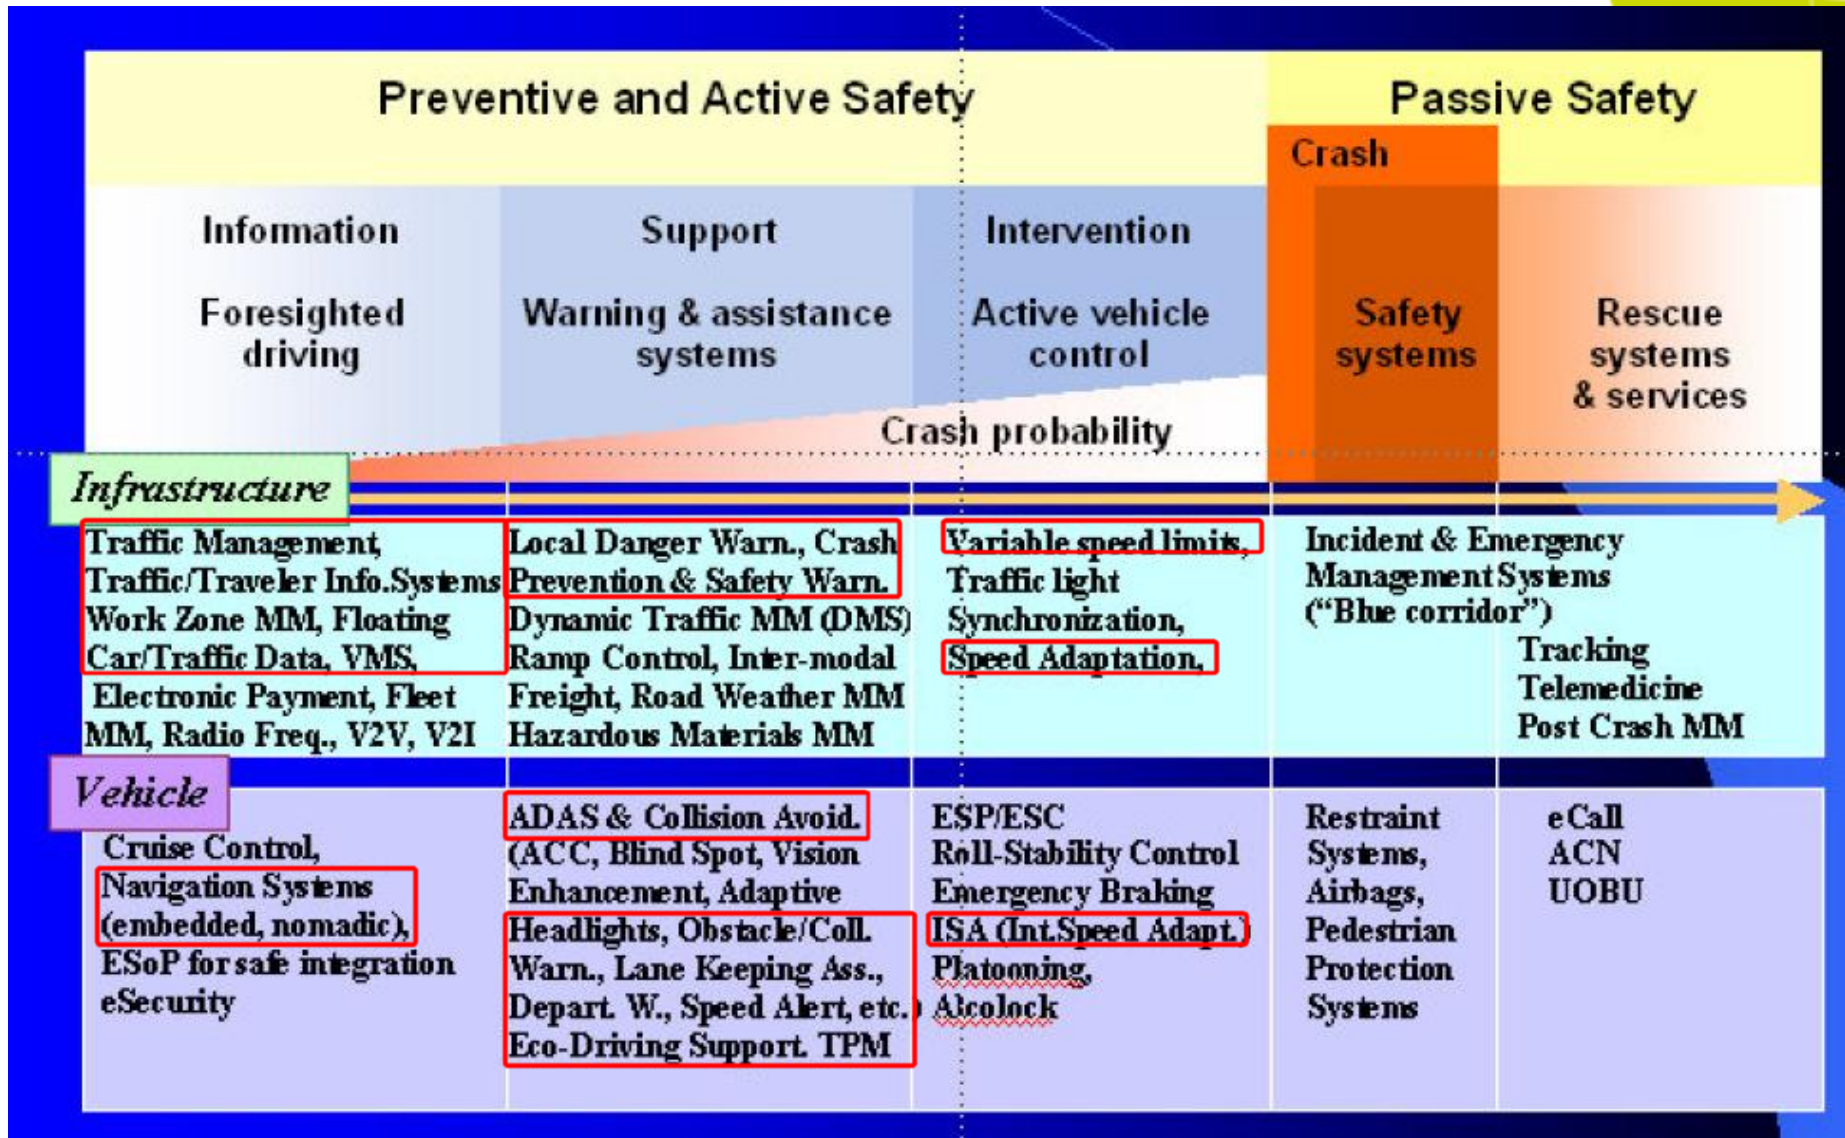 Preventive and Active Safety
Passive Safety
Crash
Information
Foresighted
driving
Support
Warning & assistance
systems
Intervention
Active vehicle
control
Safety
systems
Rescue
systems
& services
Crash probability
Infrastructure
Traffic Management,
Traffic/Traveler Info.Systems
Work Zone MM, Floating
Car/Traffic Data, VMS,
Electronic Payment, Fleet
MM, Radio Freq., V2V, V2I
Local Danger Warn., Crash
Prevention & Safety Warn.
Dynamic Traffic MM (DMS)
Ramp Control, Inter-modal
Freight, Road Weather MM
Hazardous Materials MM
Variable speed limits,
Traffic light
Synchronization,
Speed Adaptation,
Incident & Emergency
Management Systems
(“Blue corridor”)
Tracking
Telemedicine
Post Crash MM
Vehicle
Cruise Control,
Navigation Systems
(embedded, nomadic),
ESoP for safe integration
eSecurity
ADAS & Collision Avoid.
(ACC, Blind Spot, Vision
Enhancement, Adaptive
Headlights, Obstacle/Coll.
Warn., Lane Keeping Ass.,
Depart. W., Speed Alert, etc.)
Eco-Driving Support. TPM
ESP/ESC
Roll-Stability Control
Emergency Braking
ISA (Int.Speed Adapt.)
Platooning,
Alcolock
Restraint
Systems,
Airbags,
Pedestrian
Protection
Systems
eCall
ACN
UOBU